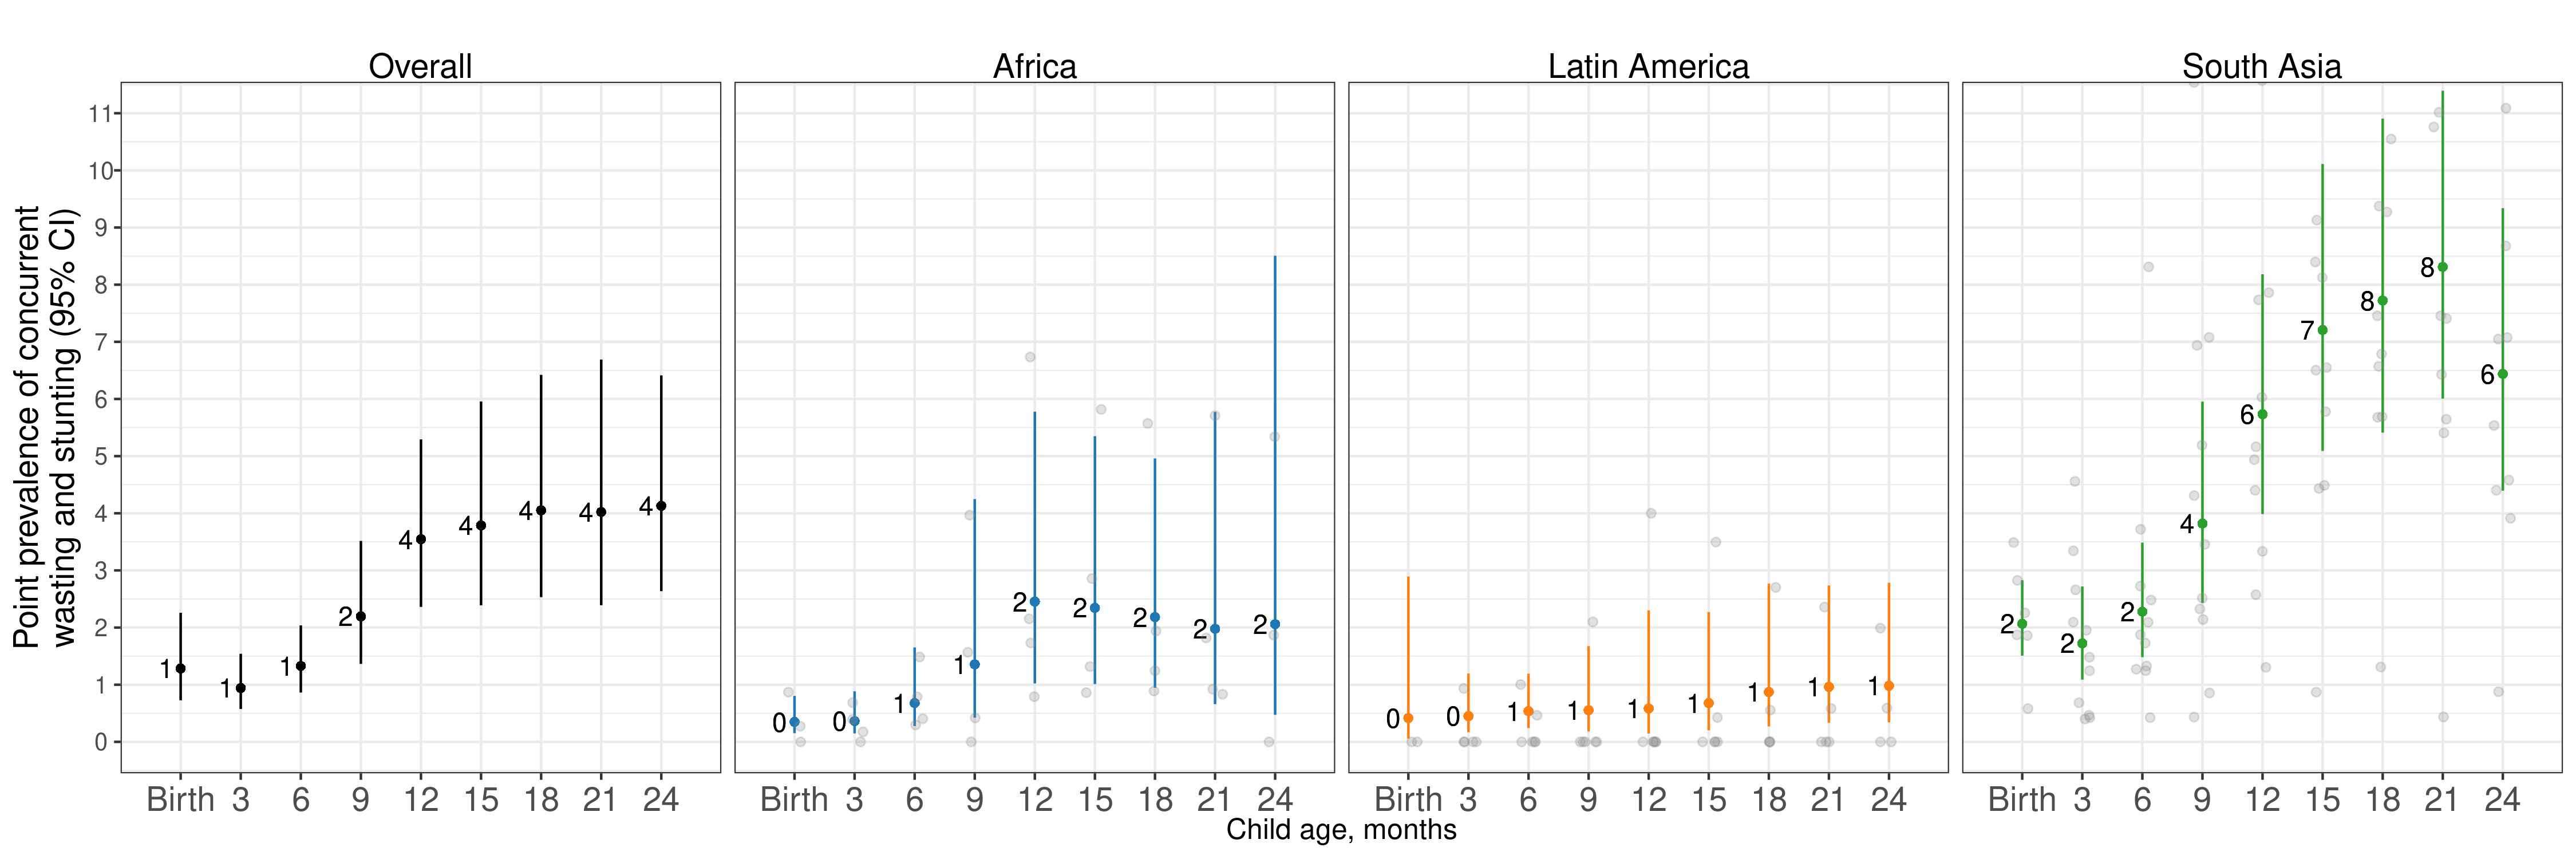 Overall
Africa
Latin America
South Asia
Point prevalence of concurrent
wasting and stunting (95% CI)
11
10
9
8
7
6
5
4
3
2
1
0
1 1 1 2 4 4 4 4 4
0 0 1 1 2 2 2 2 2
0 0 1 1 1 1 1 1 1
2 2 2 4 6 7 8 8 6
Birth 3 6 9 12 15 18 21 24
Birth 3 6 9 12 15 18 21 24
Birth 3 6 9 12 15 18 21 24
Birth 3 6 9 12 15 18 21 24
Child age, months